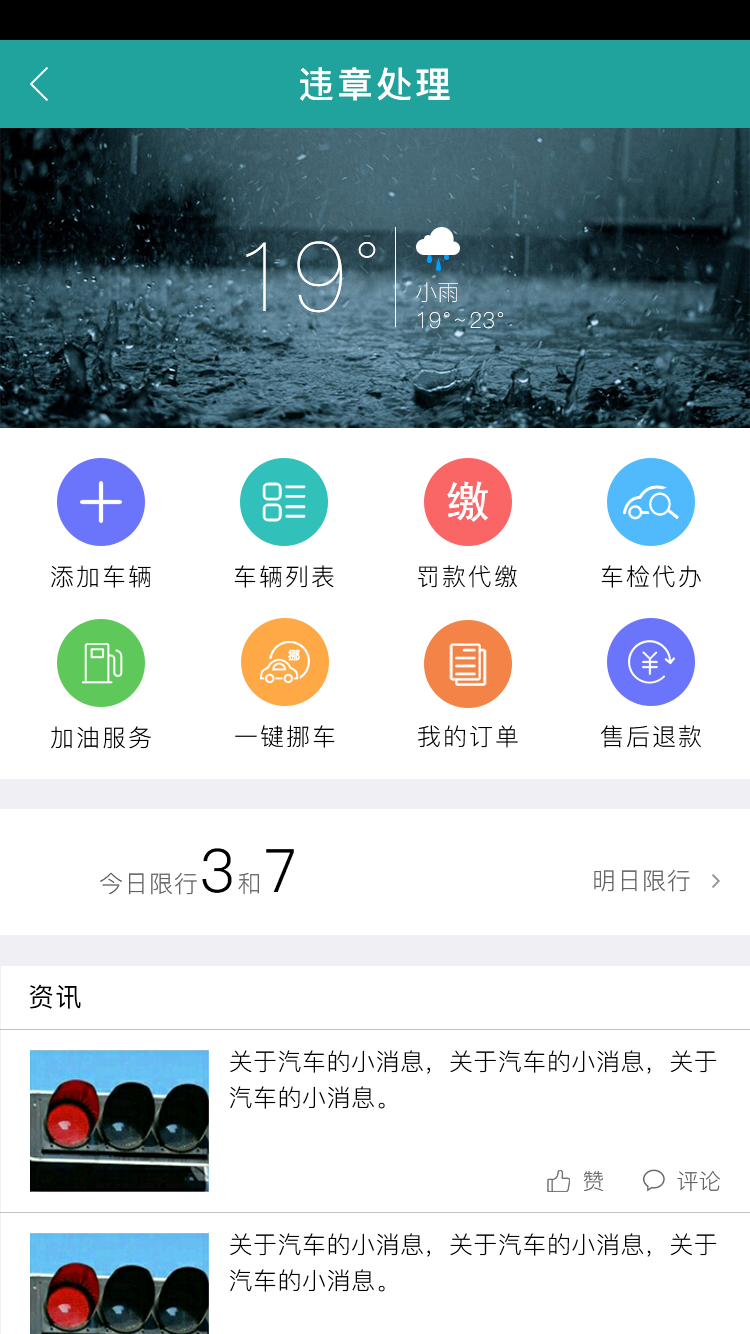 违章处理
19°
小雨
19°~23°
缴
添加车辆 车辆列表 罚款代缴 车检代办
挪
¥
加油服务 一键挪车 我的订单 售后退款
今日限行3和7 明日限行
资讯
关于汽车的小消息，关于汽车的小消息，关于
汽车的小消息。
赞 评论
关于汽车的小消息，关于汽车的小消息，关于
汽车的小消息。